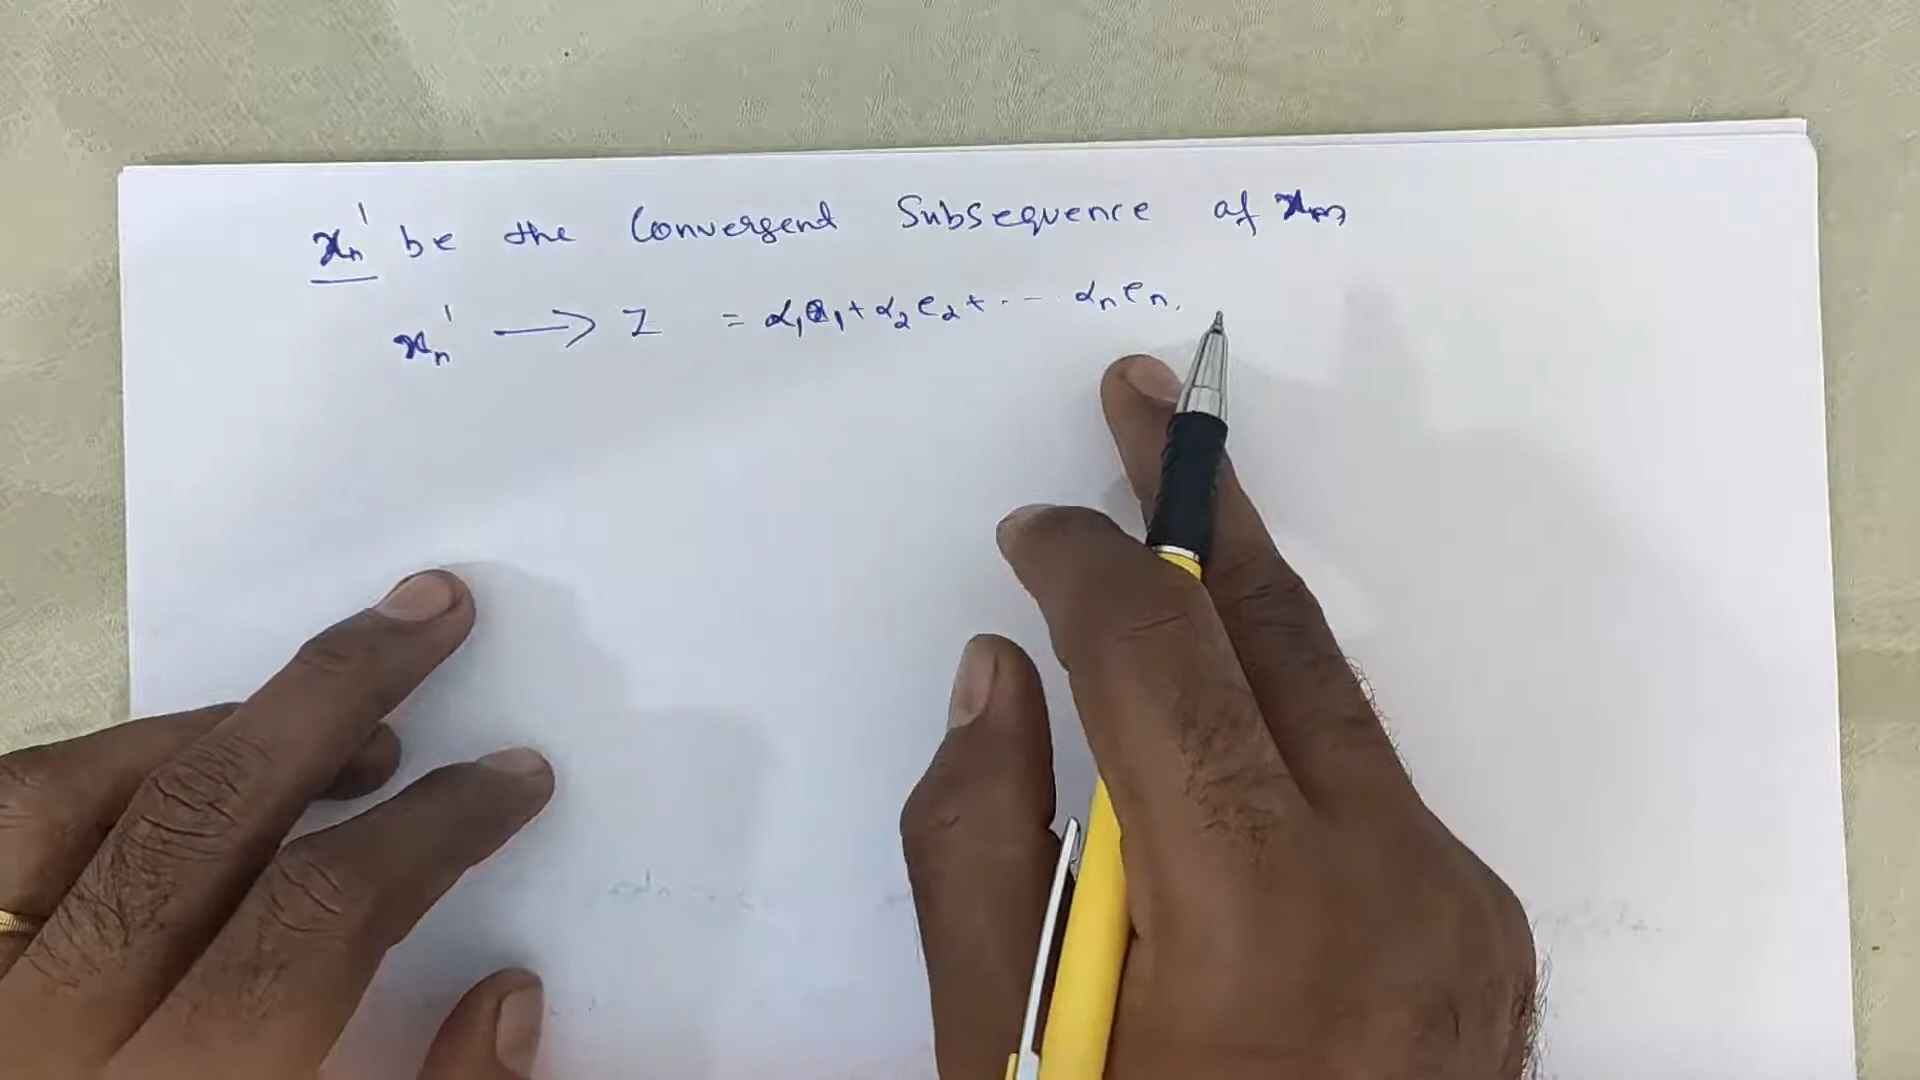 xₙ' be the Convergent Subsequence of xₘ
xₙ' → z = α₁e₁ + α₂e₂ + ... αₙeₙ.